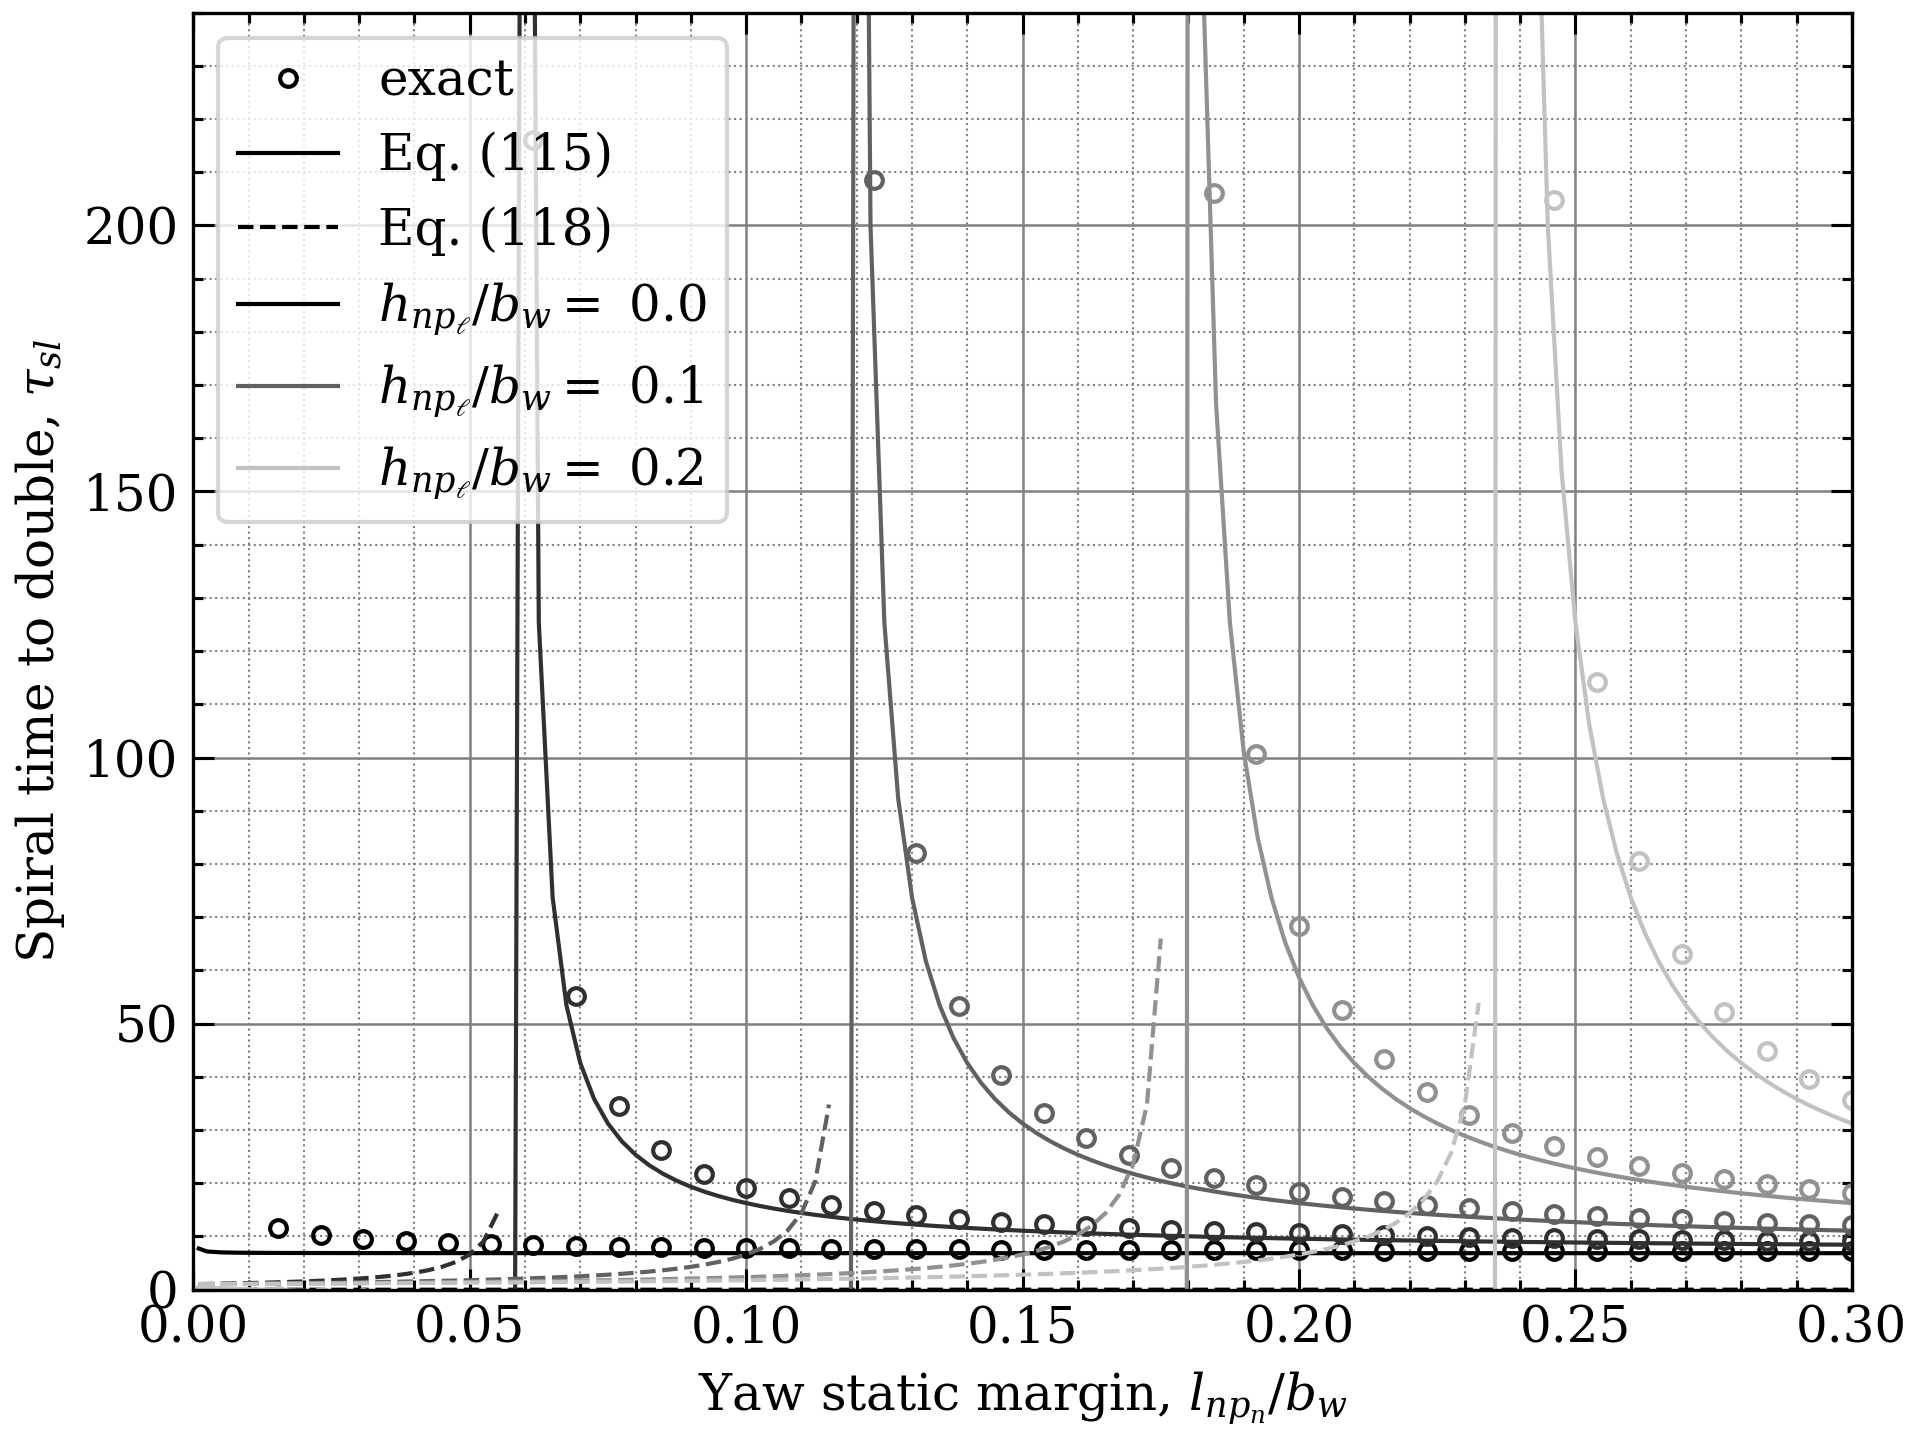 exact
Eq. (115)
Eq. (118)
h_{np_ℓ}/b_w = 0.0
h_{np_ℓ}/b_w = 0.1
h_{np_ℓ}/b_w = 0.2
Spiral time to double, τ_{sl}
200
150
100
50
0
0.00 0.05 0.10 0.15 0.20 0.25 0.30
Yaw static margin, l_{np_n}/b_w